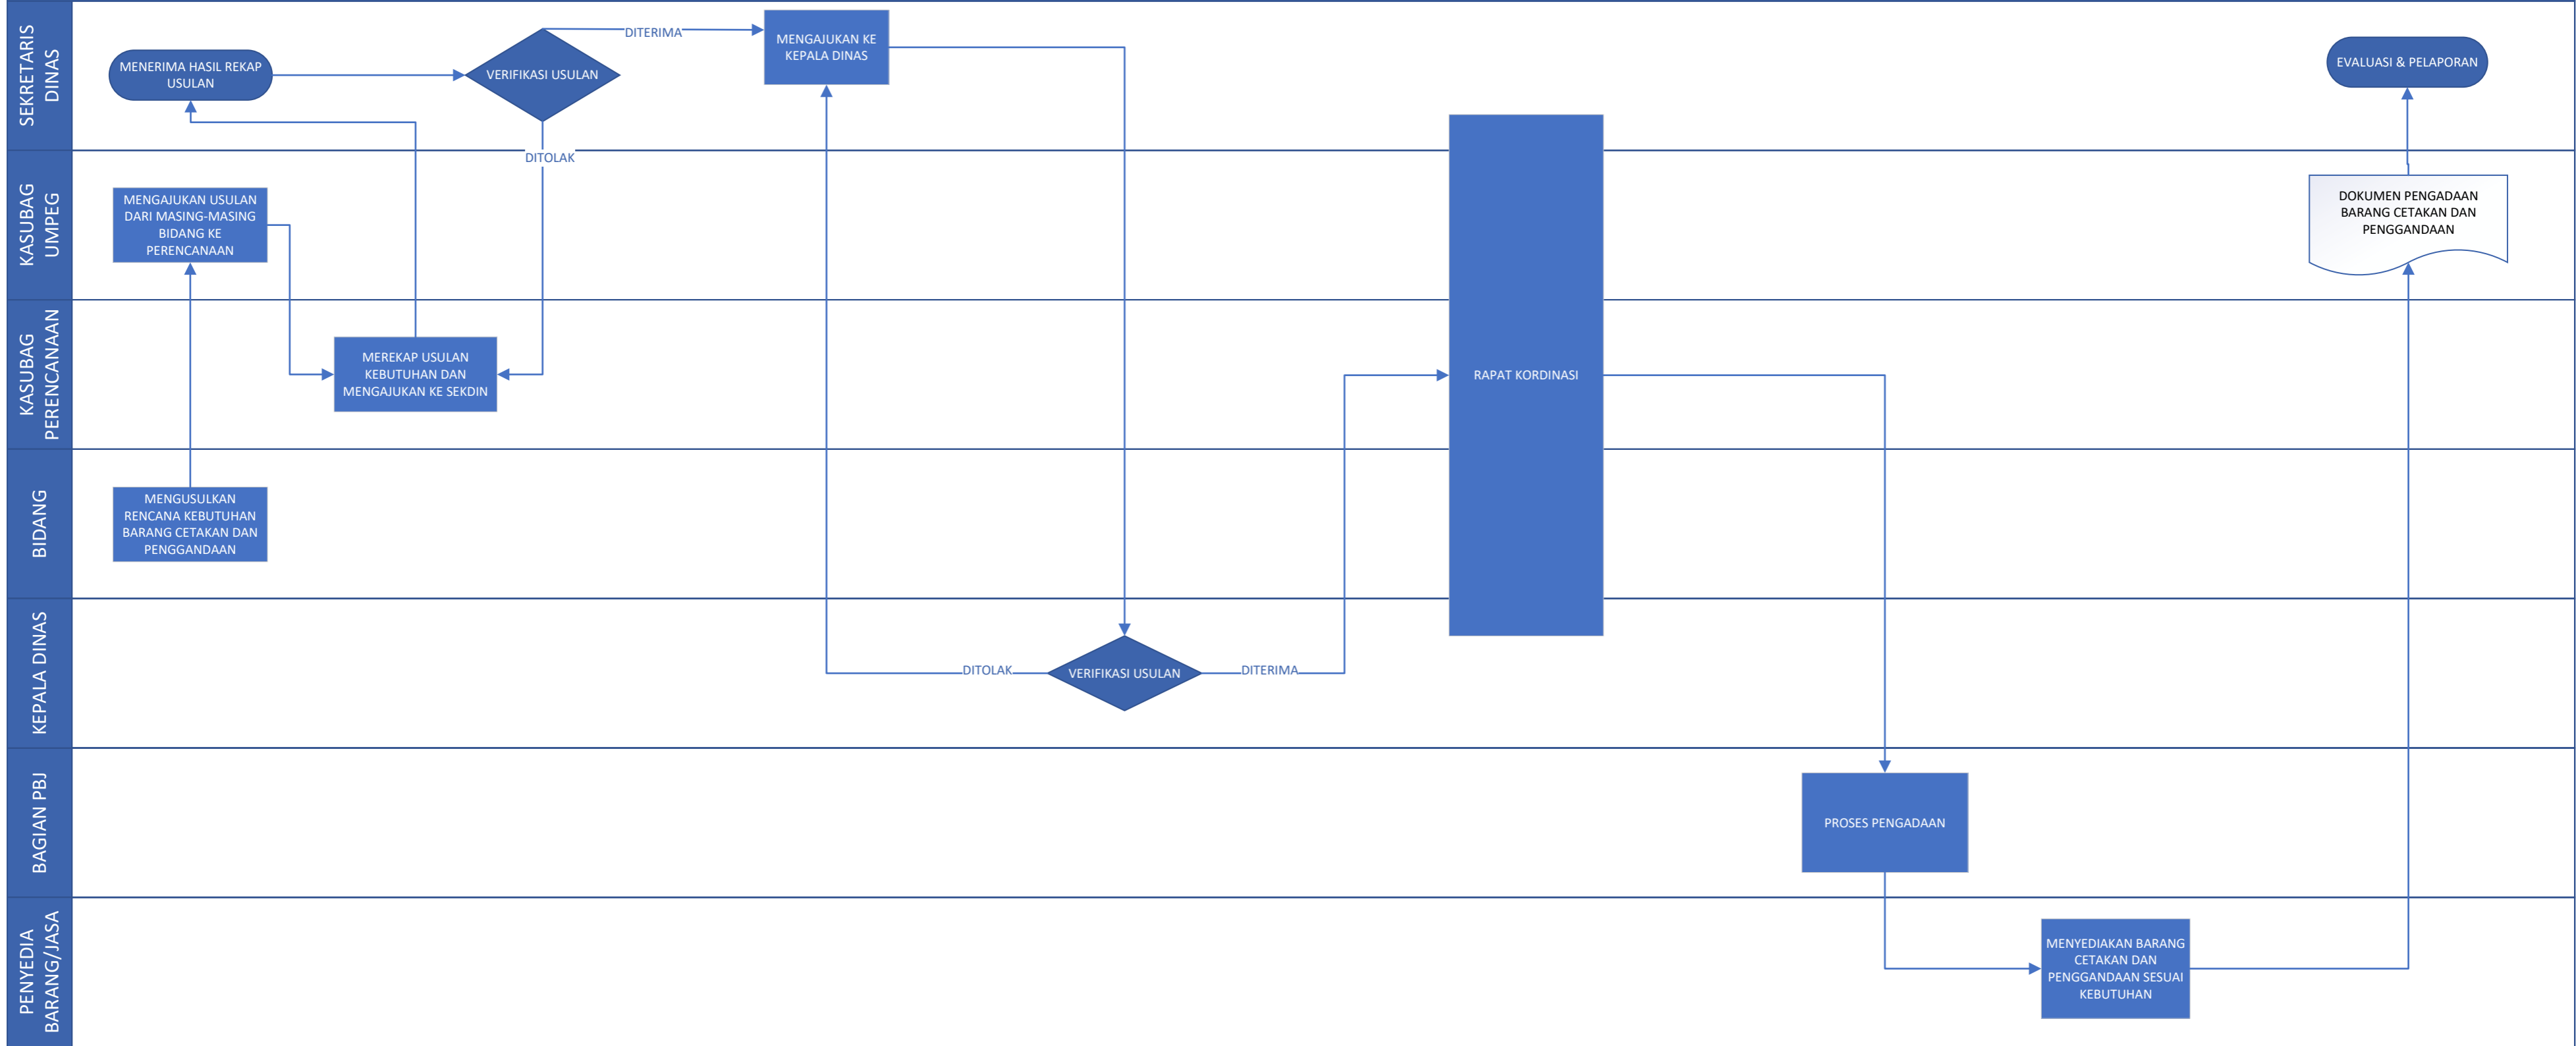 SEKRETARIS
DINAS
MENERIMA HASIL REKAP
USULAN
VERIFIKASI USULAN
DITERIMA
MENGAJUKAN KE
KEPALA DINAS
EVALUASI & PELAPORAN
DITOLAK
KASUBAG
UMPEG
MENGAJUKAN USULAN
DARI MASING-MASING
BIDANG KE
PERENCANAAN
DOKUMEN PENGADAAN
BARANG CETAKAN DAN
PENGGANDAAN
KASUBAG
PERENCANAAN
MEREKAP USULAN
KEBUTUHAN DAN
MENGAJUKAN KE SEKDIN
RAPAT KORDINASI
BIDANG
MENGUSULKAN
RENCANA KEBUTUHAN
BARANG CETAKAN DAN
PENGGANDAAN
KEPALA DINAS
DITOLAK
VERIFIKASI USULAN
DITERIMA
BAGIAN PBJ
PROSES PENGADAAN
PENYEDIA
BARANG/JASA
MENYEDIAKAN BARANG
CETAKAN DAN
PENGGANDAAN SESUAI
KEBUTUHAN